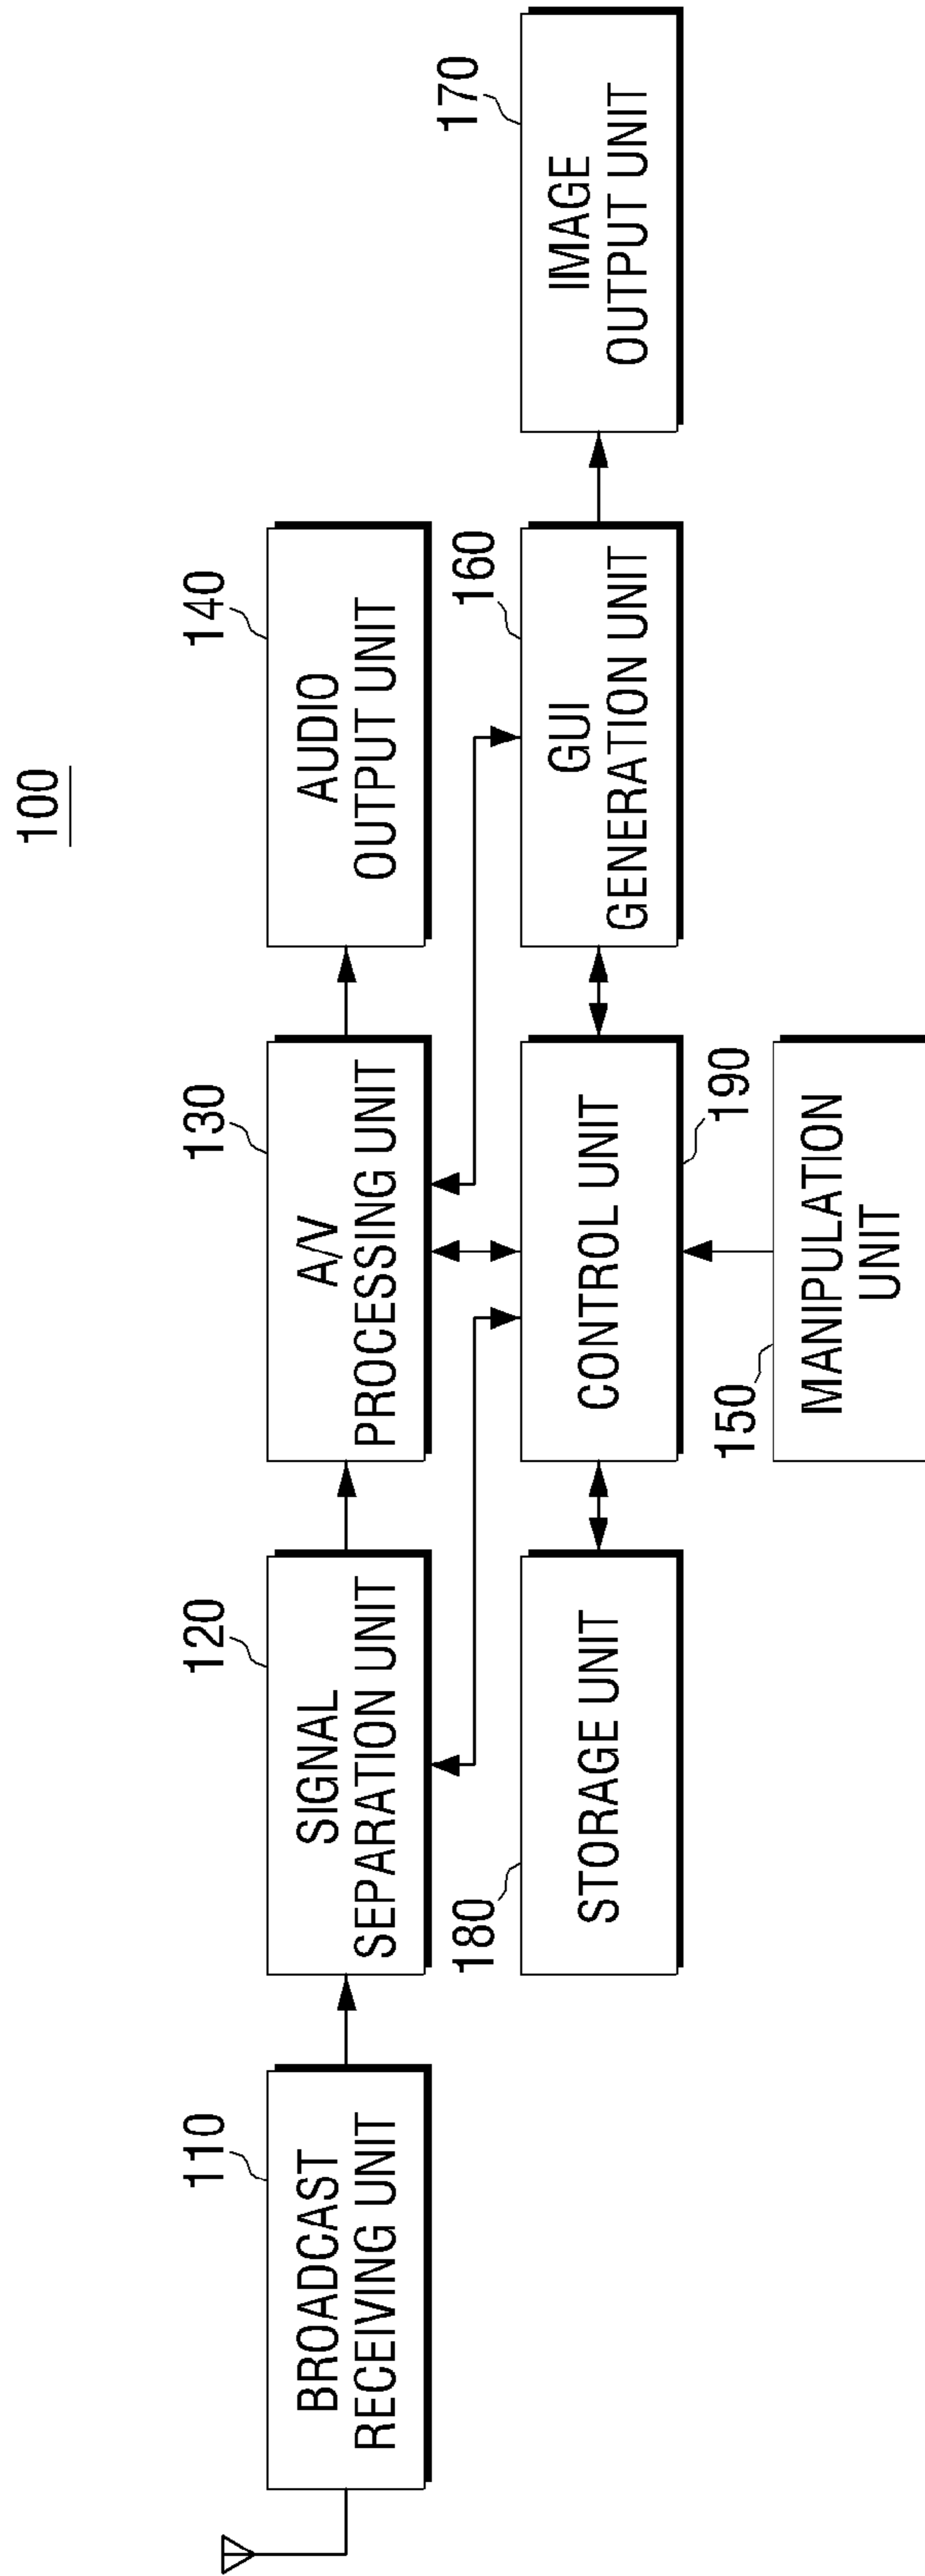 100
110
BROADCAST
RECEIVING UNIT
120
SIGNAL
SEPARATION UNIT
130
A/V
PROCESSING UNIT
140
AUDIO
OUTPUT UNIT
180
STORAGE UNIT
CONTROL UNIT
190
160
GUI
GENERATION UNIT
170
IMAGE
OUTPUT UNIT
150
MANIPULATION
UNIT